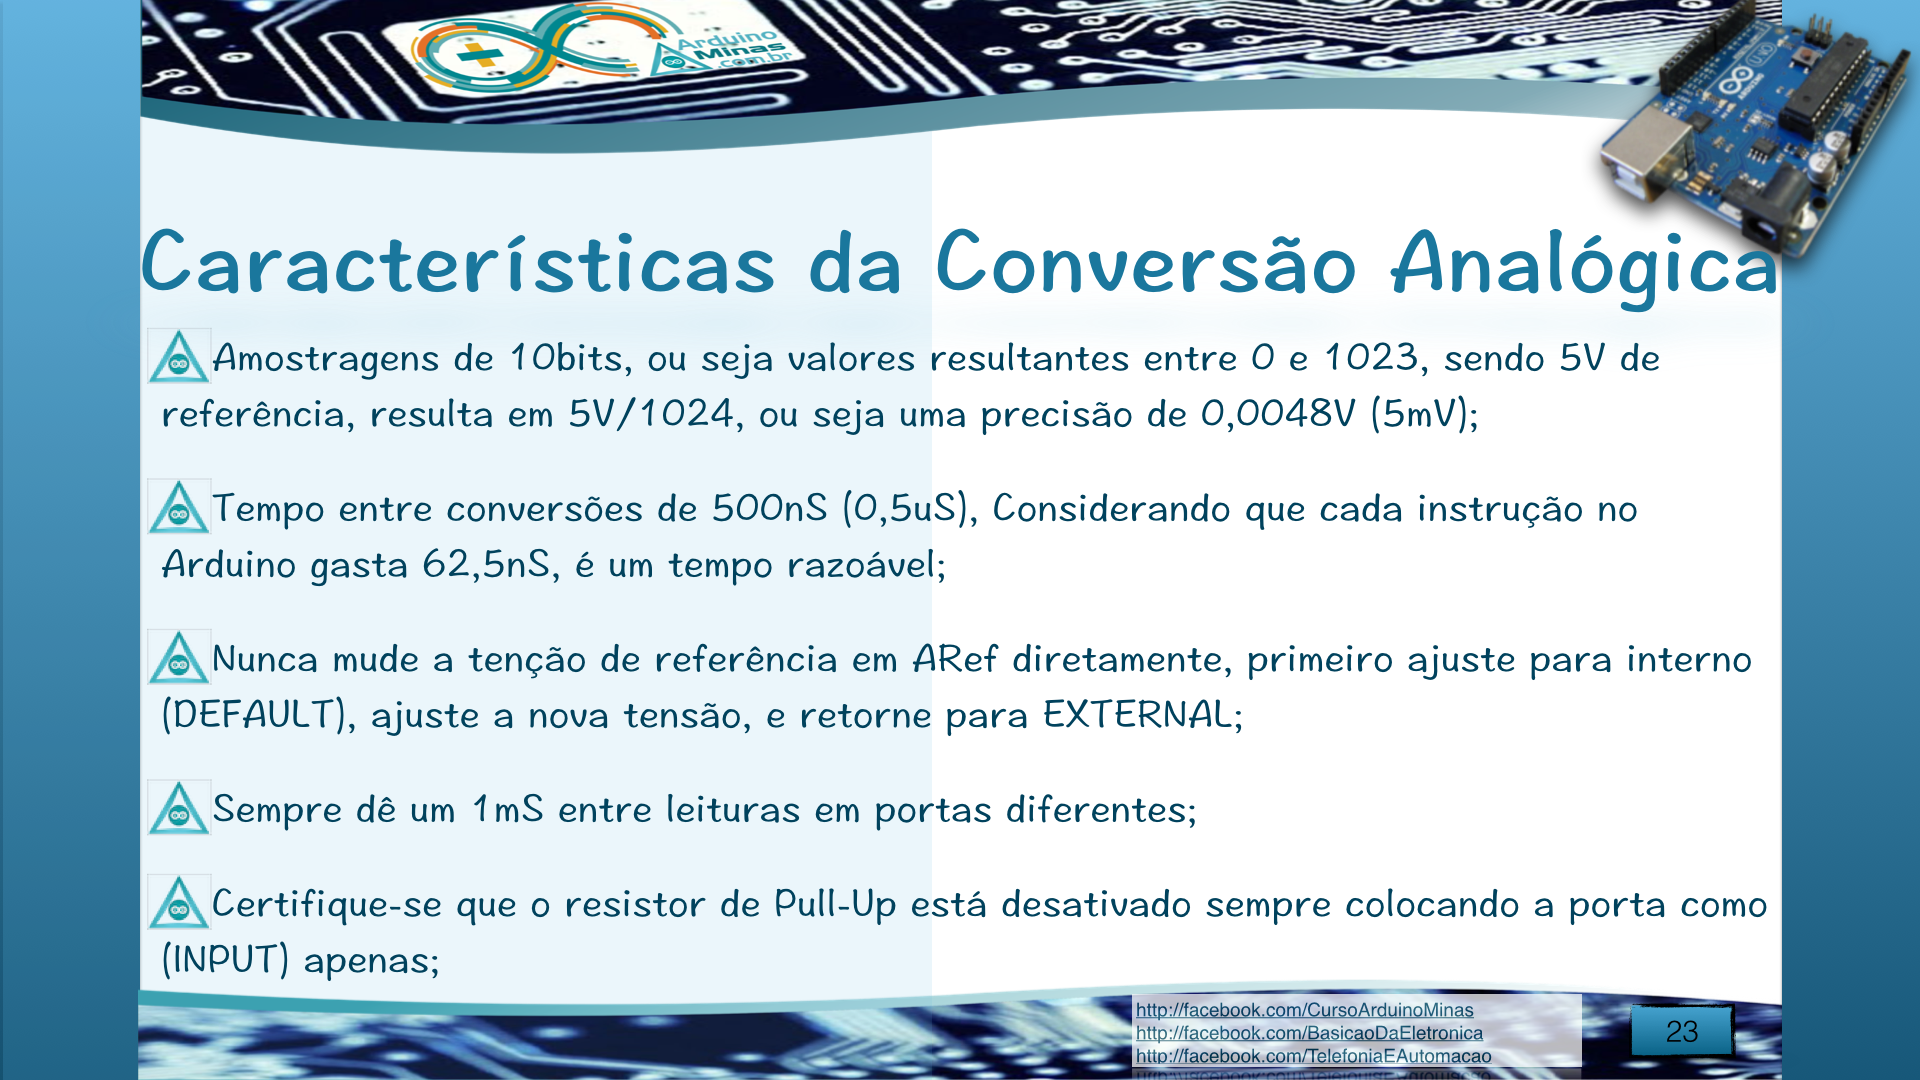 Arduino
Minas
.com.br
Características da Conversão Analógica
Amostragens de 10bits, ou seja valores resultantes entre 0 e 1023, sendo 5V de
referência, resulta em 5V/1024, ou seja uma precisão de 0,0048V (5mV);
Tempo entre conversões de 500nS (0,5uS), Considerando que cada instrução no
Arduino gasta 62,5nS, é um tempo razoável;
Nunca mude a tenção de referência em ARef diretamente, primeiro ajuste para interno
(DEFAULT), ajuste a nova tensão, e retorne para EXTERNAL;
Sempre dê um 1mS entre leituras em portas diferentes;
Certifique-se que o resistor de Pull-Up está desativado sempre colocando a porta como
(INPUT) apenas;
http://facebook.com/CursoArduinoMinas
http://facebook.com/BasicaoDaEletronica
http://facebook.com/TelefoniaEAutomacao
23